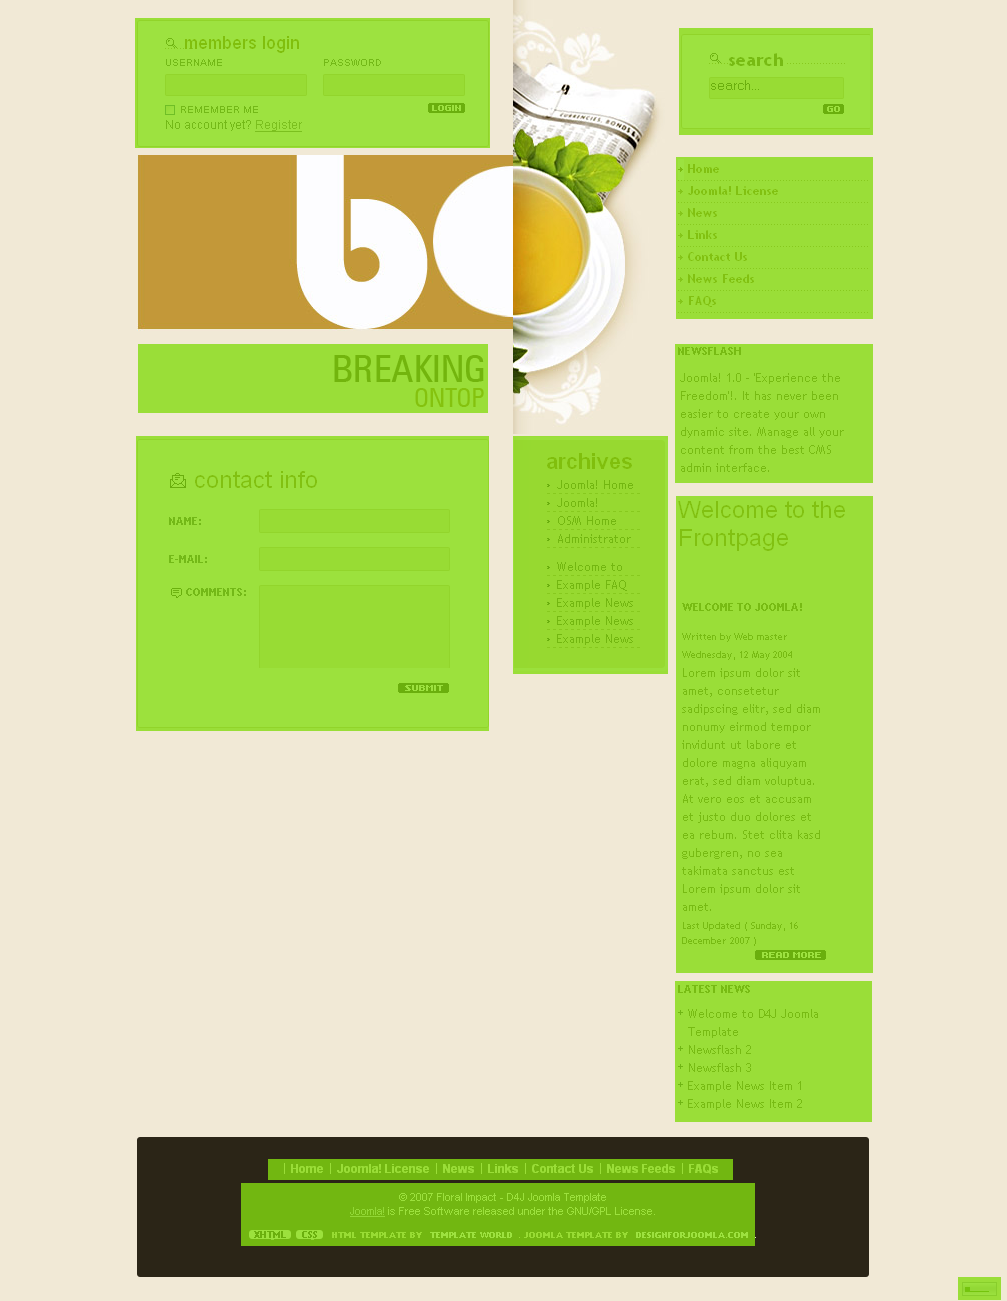 members login
USERNAME
PASSWORD
REMEMBER ME
LOGIN
No account yet? Register
search
search...
GO
CURRENCIES, BONDS &
bo
Home
Joomla! License
News
Links
Contact Us
News Feeds
FAQs
BREAKING
ONTOP
NEWSFLASH
Joomla! 1.0 - 'Experience the
Freedom'!. It has never been
easier to create your own
dynamic site. Manage all your
content from the best CMS
admin interface.
contact info
NAME:
E-MAIL:
COMMENTS:
SUBMIT
archives
Joomla! Home
Joomla!
OSM Home
Administrator
Welcome to
Example FAQ
Example News
Example News
Example News
Welcome to the
Frontpage
WELCOME TO JOOMLA!
Written by Web master
Wednesday, 12 May 2004
Lorem ipsum dolor sit
amet, consetetur
sadipscing elitr, sed diam
nonumy eirmod tempor
invidunt ut labore et
dolore magna aliquyam
erat, sed diam voluptua.
At vero eos et accusam
et justo duo dolores et
ea rebum. Stet clita kasd
gubergren, no sea
takimata sanctus est
Lorem ipsum dolor sit
amet.
Last Updated ( Sunday, 16
December 2007 )
READ MORE
LATEST NEWS
Welcome to D4J Joomla
Template
Newsflash 2
Newsflash 3
Example News Item 1
Example News Item 2
| Home | Joomla! License | News | Links | Contact Us | News Feeds | FAQs
© 2007 Floral Impact - D4J Joomla Template
Joomla! is Free Software released under the GNU/GPL License.
XHTML CSS HTML TEMPLATE BY TEMPLATE WORLD . JOOMLA TEMPLATE BY DESIGNFORJOOMLA.COM .